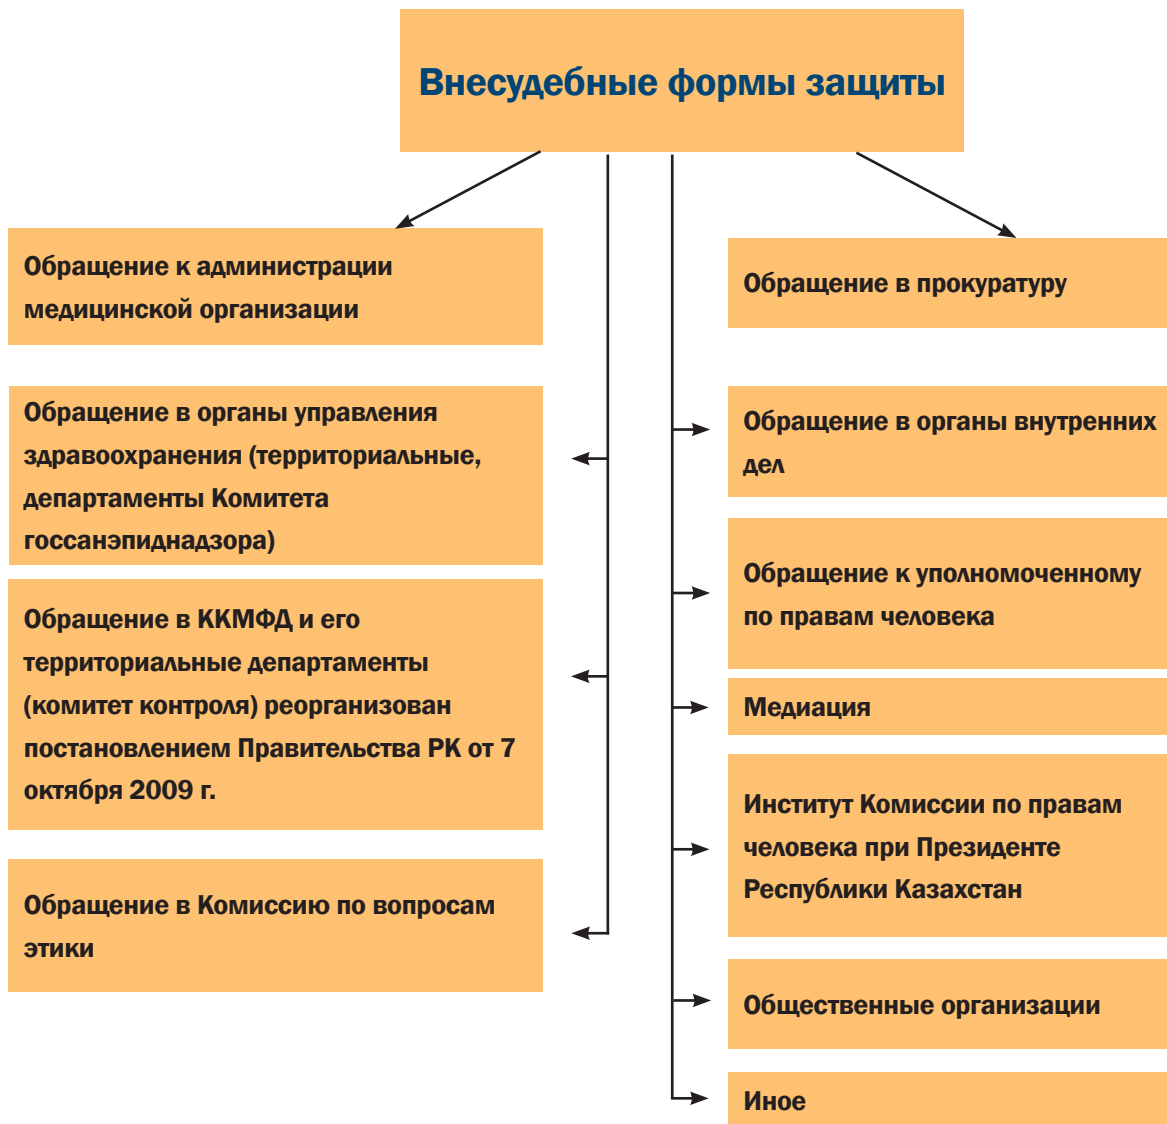 Внесудебные формы защиты
Обращение к администрации
медицинской организации
Обращение в органы управления
здравоохранения (территориальные,
департаменты Комитета
госсанэпиднадзора)
Обращение в ККМФД и его
территориальные департаменты
(комитет контроля) реорганизован
постановлением Правительства РК от 7
октября 2009 г.
Обращение в Комиссию по вопросам
этики
Обращение в прокуратуру
Обращение в органы внутренних
дел
Обращение к уполномоченному
по правам человека
Медиация
Институт Комиссии по правам
человека при Президенте
Республики Казахстан
Общественные организации
Иное